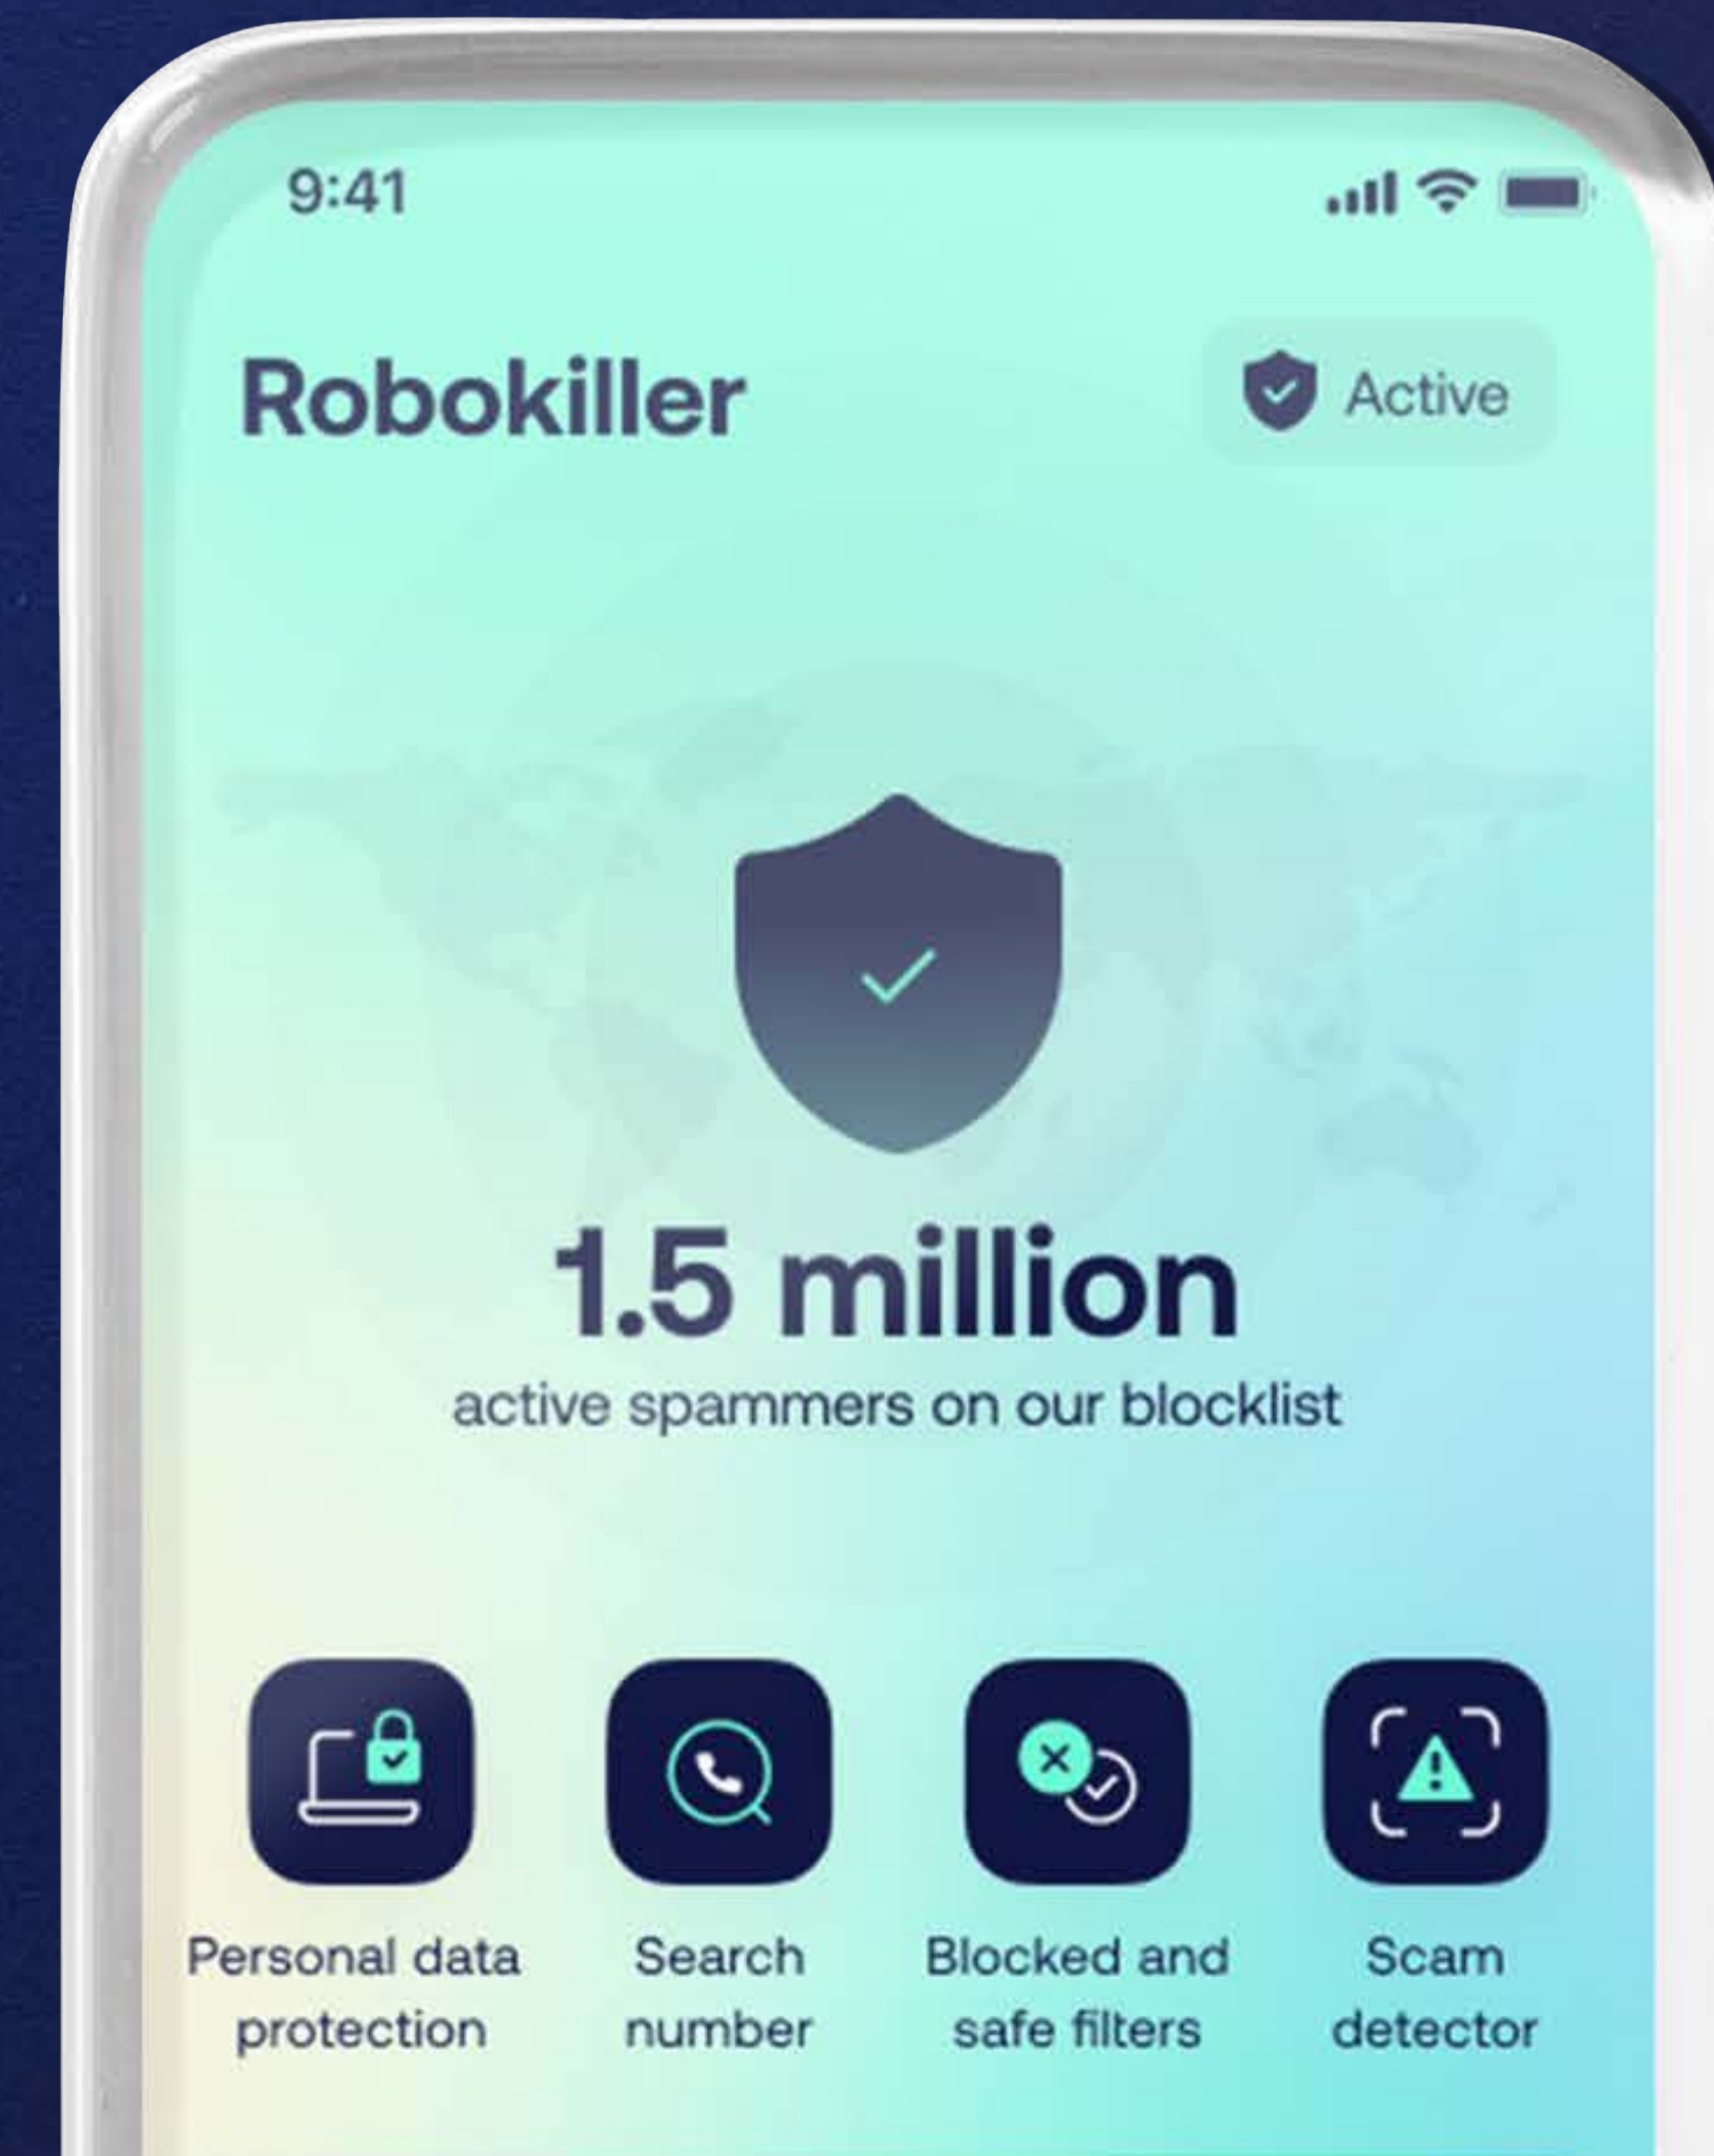 9:41
Robokiller
Active
1.5 million
active spammers on our blocklist
Personal data
protection
Search
number
Blocked and
safe filters
Scam
detector